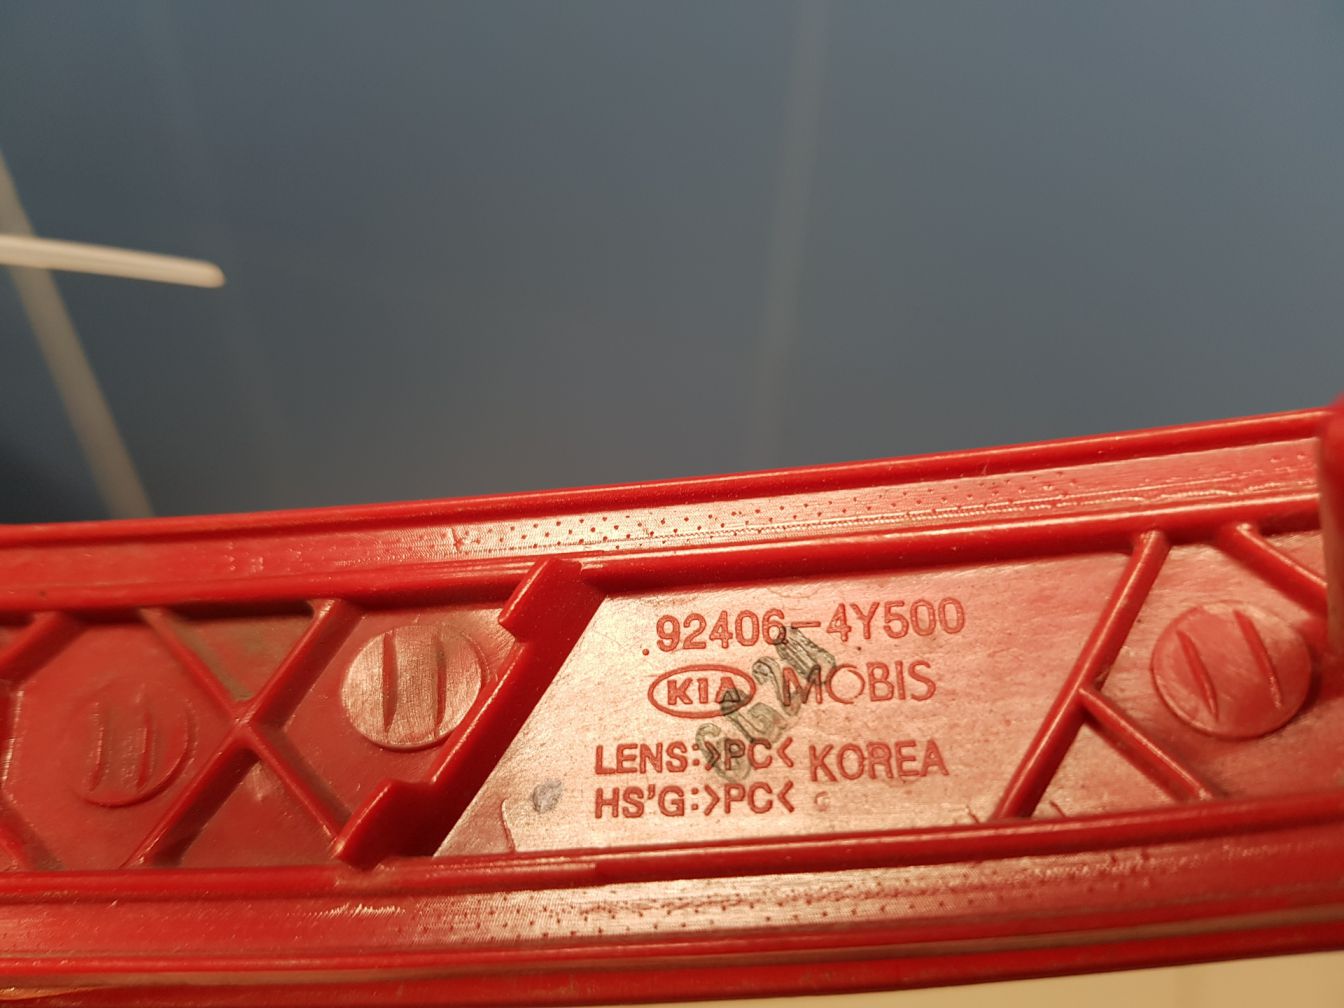 92406-4Y500
KIA MOBIS
LENS:>PC< KOREA
HS'G:>PC<